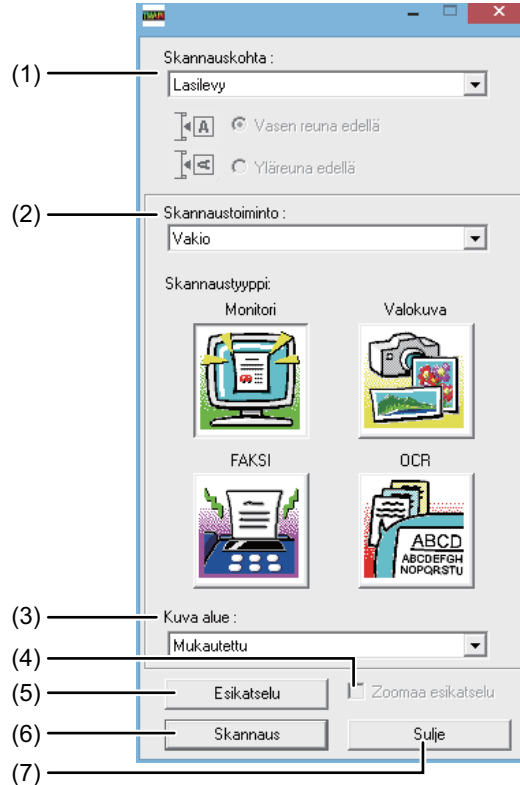 TWAIN
Skannauskohta :
(1)
Lasilevy
A Vasen reuna edellä
A Yläreuna edellä
(2)
Skannaustoiminto :
Vakio
Skannaustyyppi:
Monitori Valokuva
FAKSI OCR
ABCD
ABCDEFGH
NOPQRSTU
(3)
Kuva alue :
Mukautettu
(4)
(5)
Esikatselu Zoomaa esikatselu
(6)
Skannaus Sulje
(7)